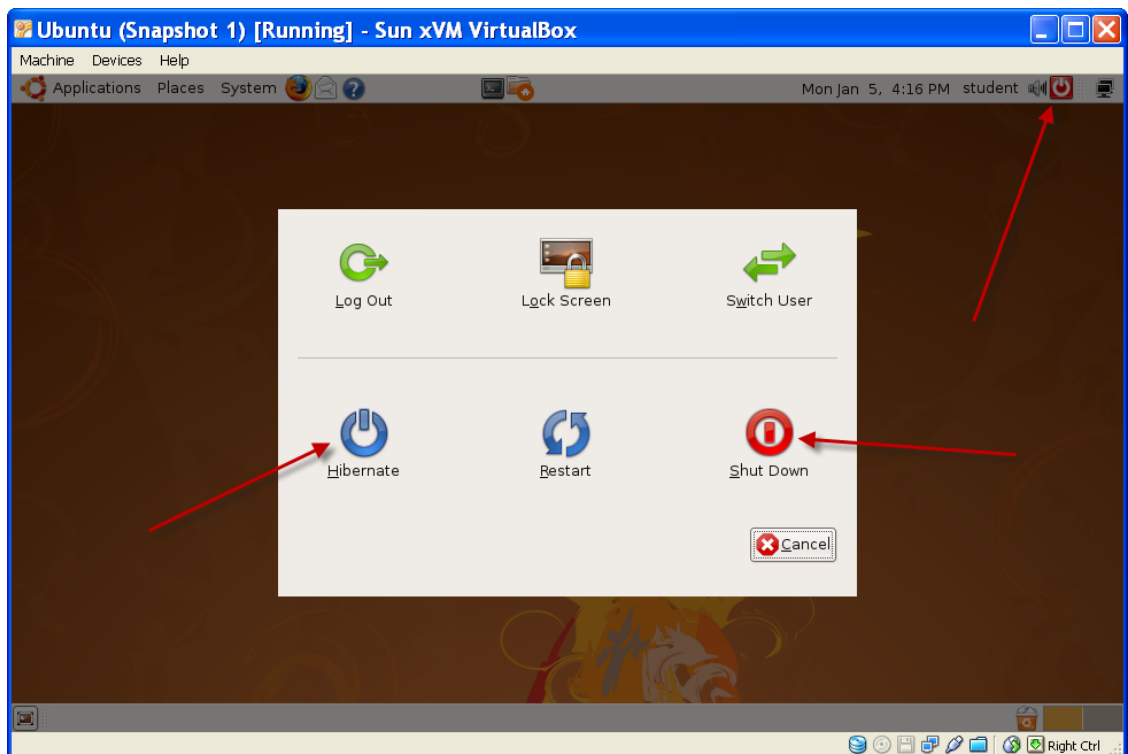 Ubuntu (Snapshot 1) [Running] - Sun xVM VirtualBox
Machine Devices Help
Applications Places System Mon Jan 5, 4:16 PM student
Log Out Lock Screen Switch User
Hibernate Restart Shut Down
Cancel
Right Ctrl